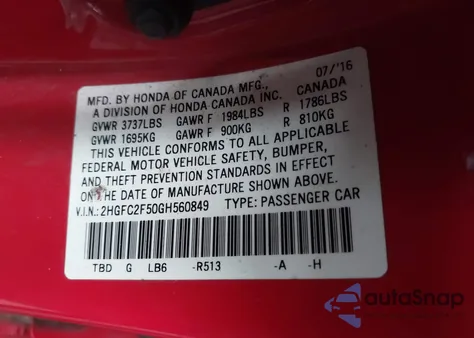 MFD. BY HONDA OF CANADA MFG., 07/'16
A DIVISION OF HONDA CANADA INC. CANADA
GVWR 3737LBS GAWR F 1984LBS R 1786LBS
GVWR 1695KG GAWR F 900KG R 810KG
THIS VEHICLE CONFORMS TO ALL APPLICABLE
FEDERAL MOTOR VEHICLE SAFETY, BUMPER,
AND THEFT PREVENTION STANDARDS IN EFFECT
ON THE DATE OF MANUFACTURE SHOWN ABOVE.
V.I.N.: 2HGFC2F50GH560849 TYPE: PASSENGER CAR
TBD G LB6 -R513 -A -H
autoSnap